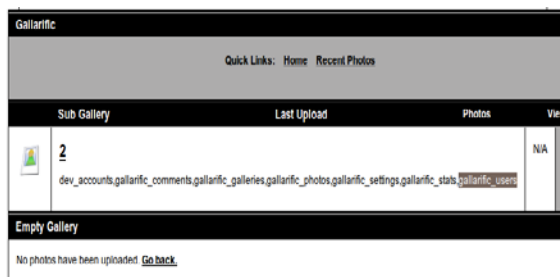 Gallarific
Quick Links: Home Recent Photos
Sub Gallery Last Upload Photos Vie
2 N/A
dev_accounts,gallarific_comments,gallarific_galleries,gallarific_photos,gallarific_settings,gallarific_stats,gallarific_users
Empty Gallery
No photos have been uploaded. Go back.